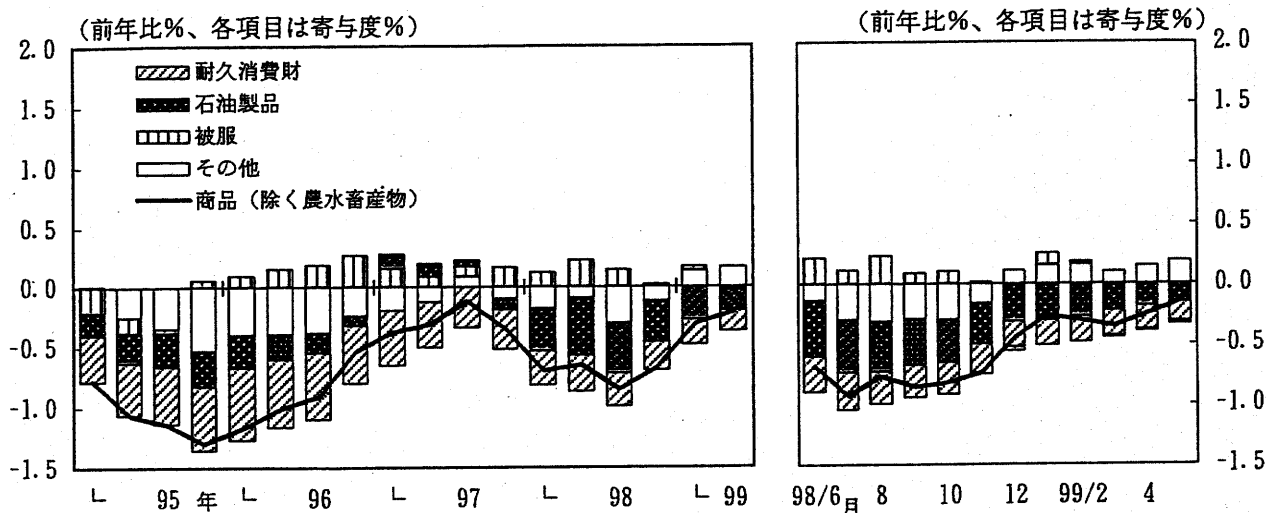 (前年比%、各項目は寄与度%)
2.0
1.5
1.0
0.5
0.0
-0.5
-1.0
-1.5
耐久消費財
石油製品
被服
その他
商品(除く農水畜産物)
95 年 96 97 98 99
(前年比%、各項目は寄与度%)
2.0
1.5
1.0
0.5
0.0
-0.5
-1.0
-1.5
98/6月 8 10 12 99/2 4